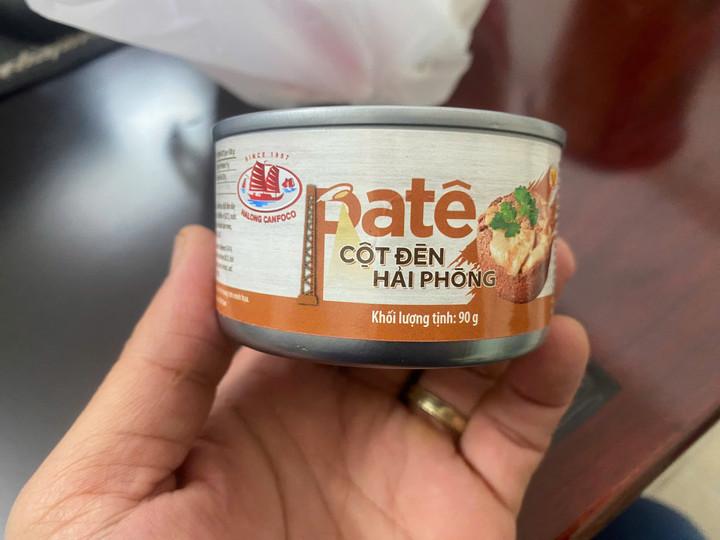 SINCE 1957
HALONG CANFOCO
patê
CỘT ĐÈN
HẢI PHÒNG
Khối lượng tịnh: 90 g